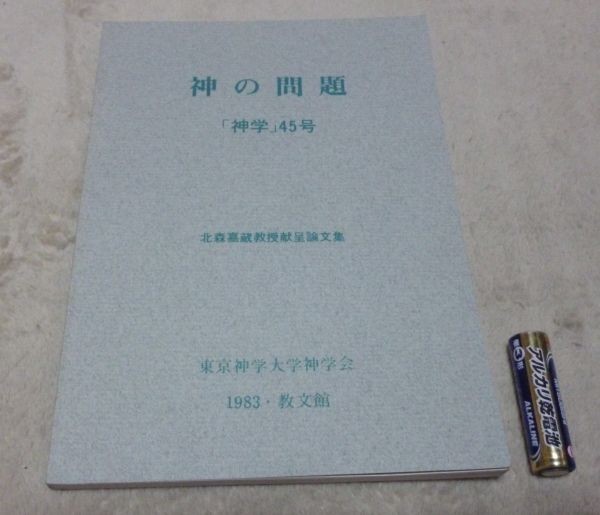 神の問題
「神学」45号
北森嘉蔵教授献呈論文集
東京神学大学神学会
1983・教文館
アルカリ乾電池
ALKALINE